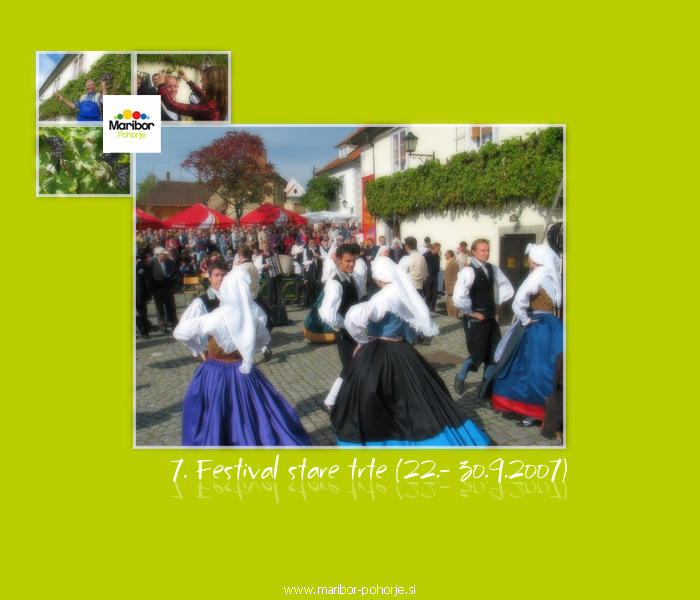 Maribor
Pohorje
7. Festival stare trte (22.- 30.9.2007)
www.maribor-pohorje.si